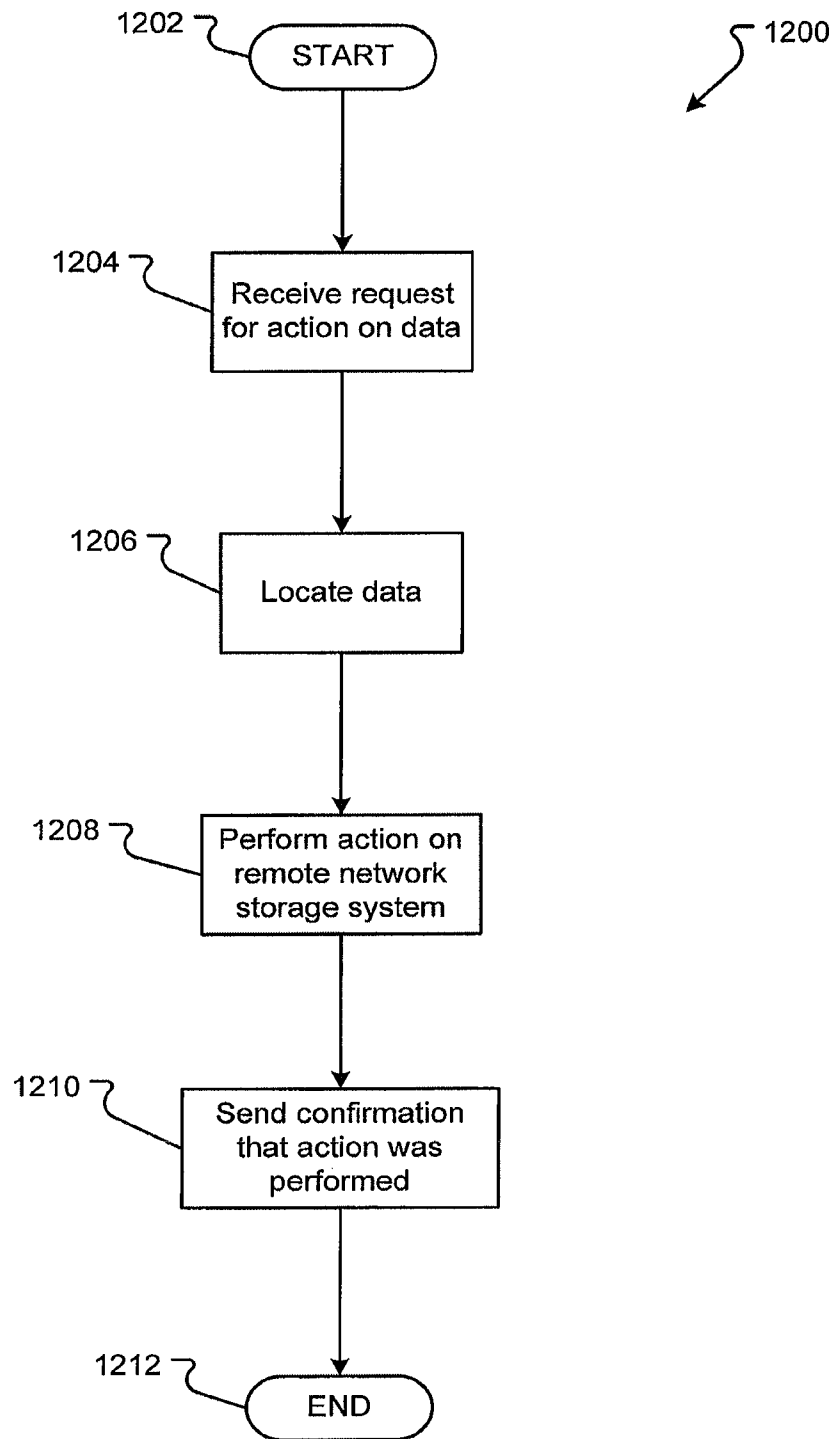 1202
START
1200
1204
Receive request
for action on data
1206
Locate data
1208
Perform action on
remote network
storage system
1210
Send confirmation
that action was
performed
1212
END